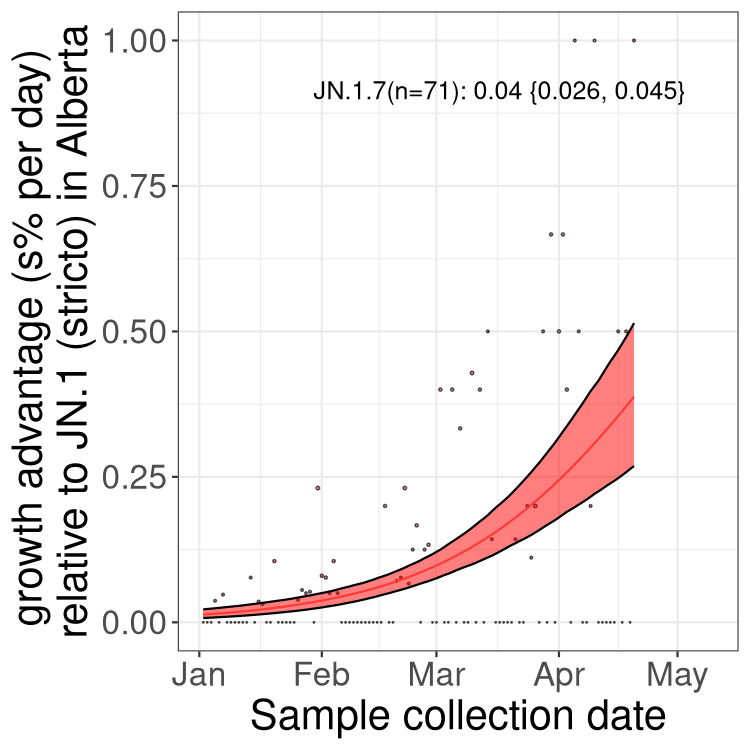 growth advantage (s% per day)
relative to JN.1 (stricto) in Alberta
1.00
0.75
0.50
0.25
0.00
JN.1.7(n=71): 0.04 {0.026, 0.045}
Jan Feb Mar Apr May
Sample collection date